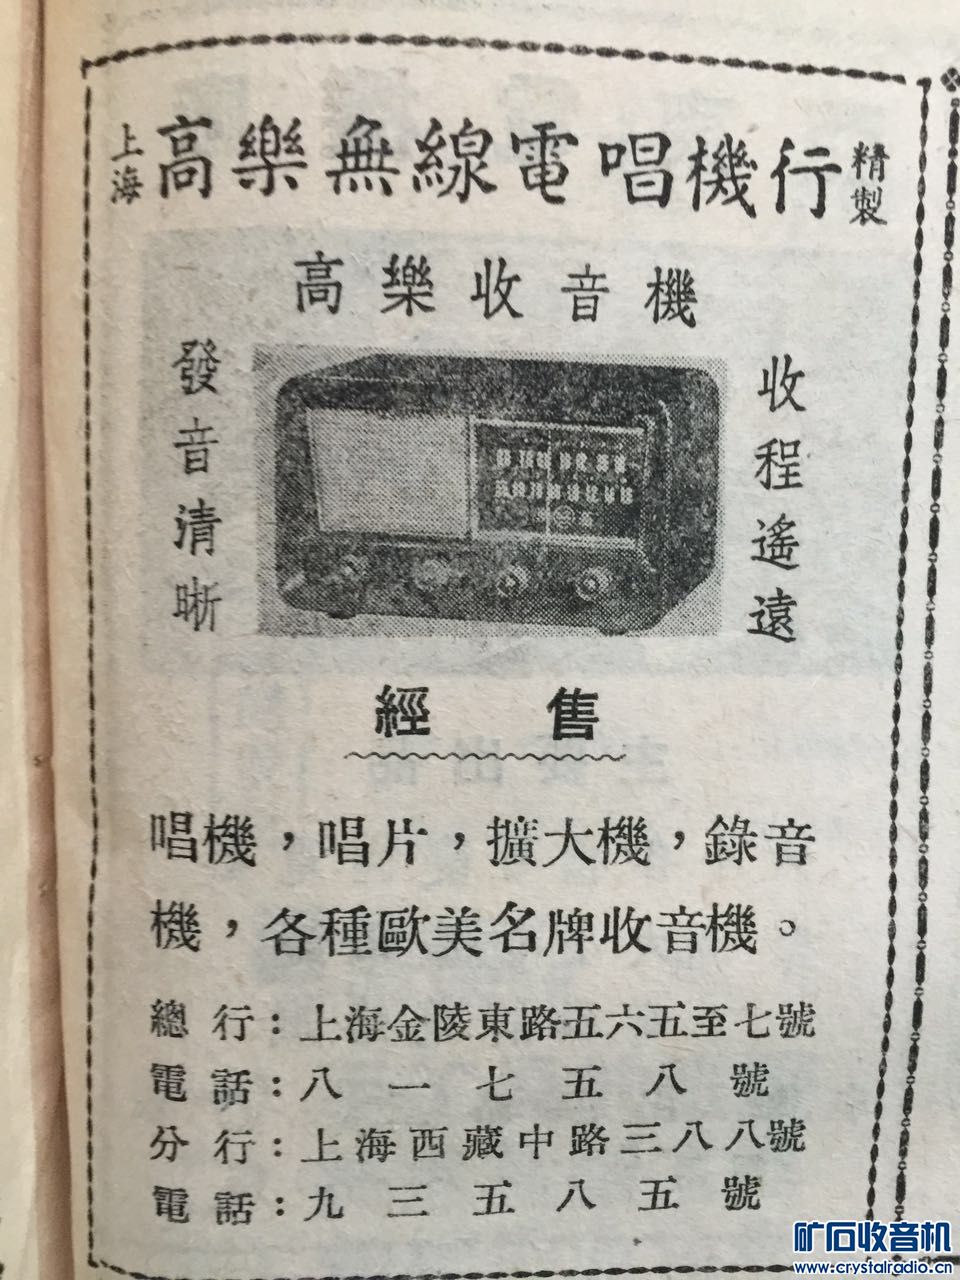 上海高樂無線電唱機行精製
高樂收音機
發音清晰
收程遙遠
經售
唱機，唱片，擴大機，錄音
機，各種歐美名牌收音機。
總行：上海金陵東路五六五至七號
電話：八一七五八號
分行：上海西藏中路三八八號
電話：九三五八五號
矿石收音机
www.crystalradio.cn